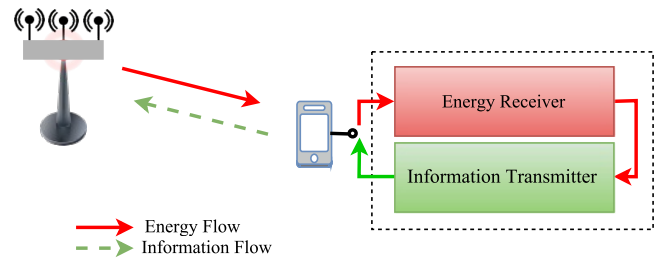 Energy Receiver
Information Transmitter
Energy Flow
Information Flow